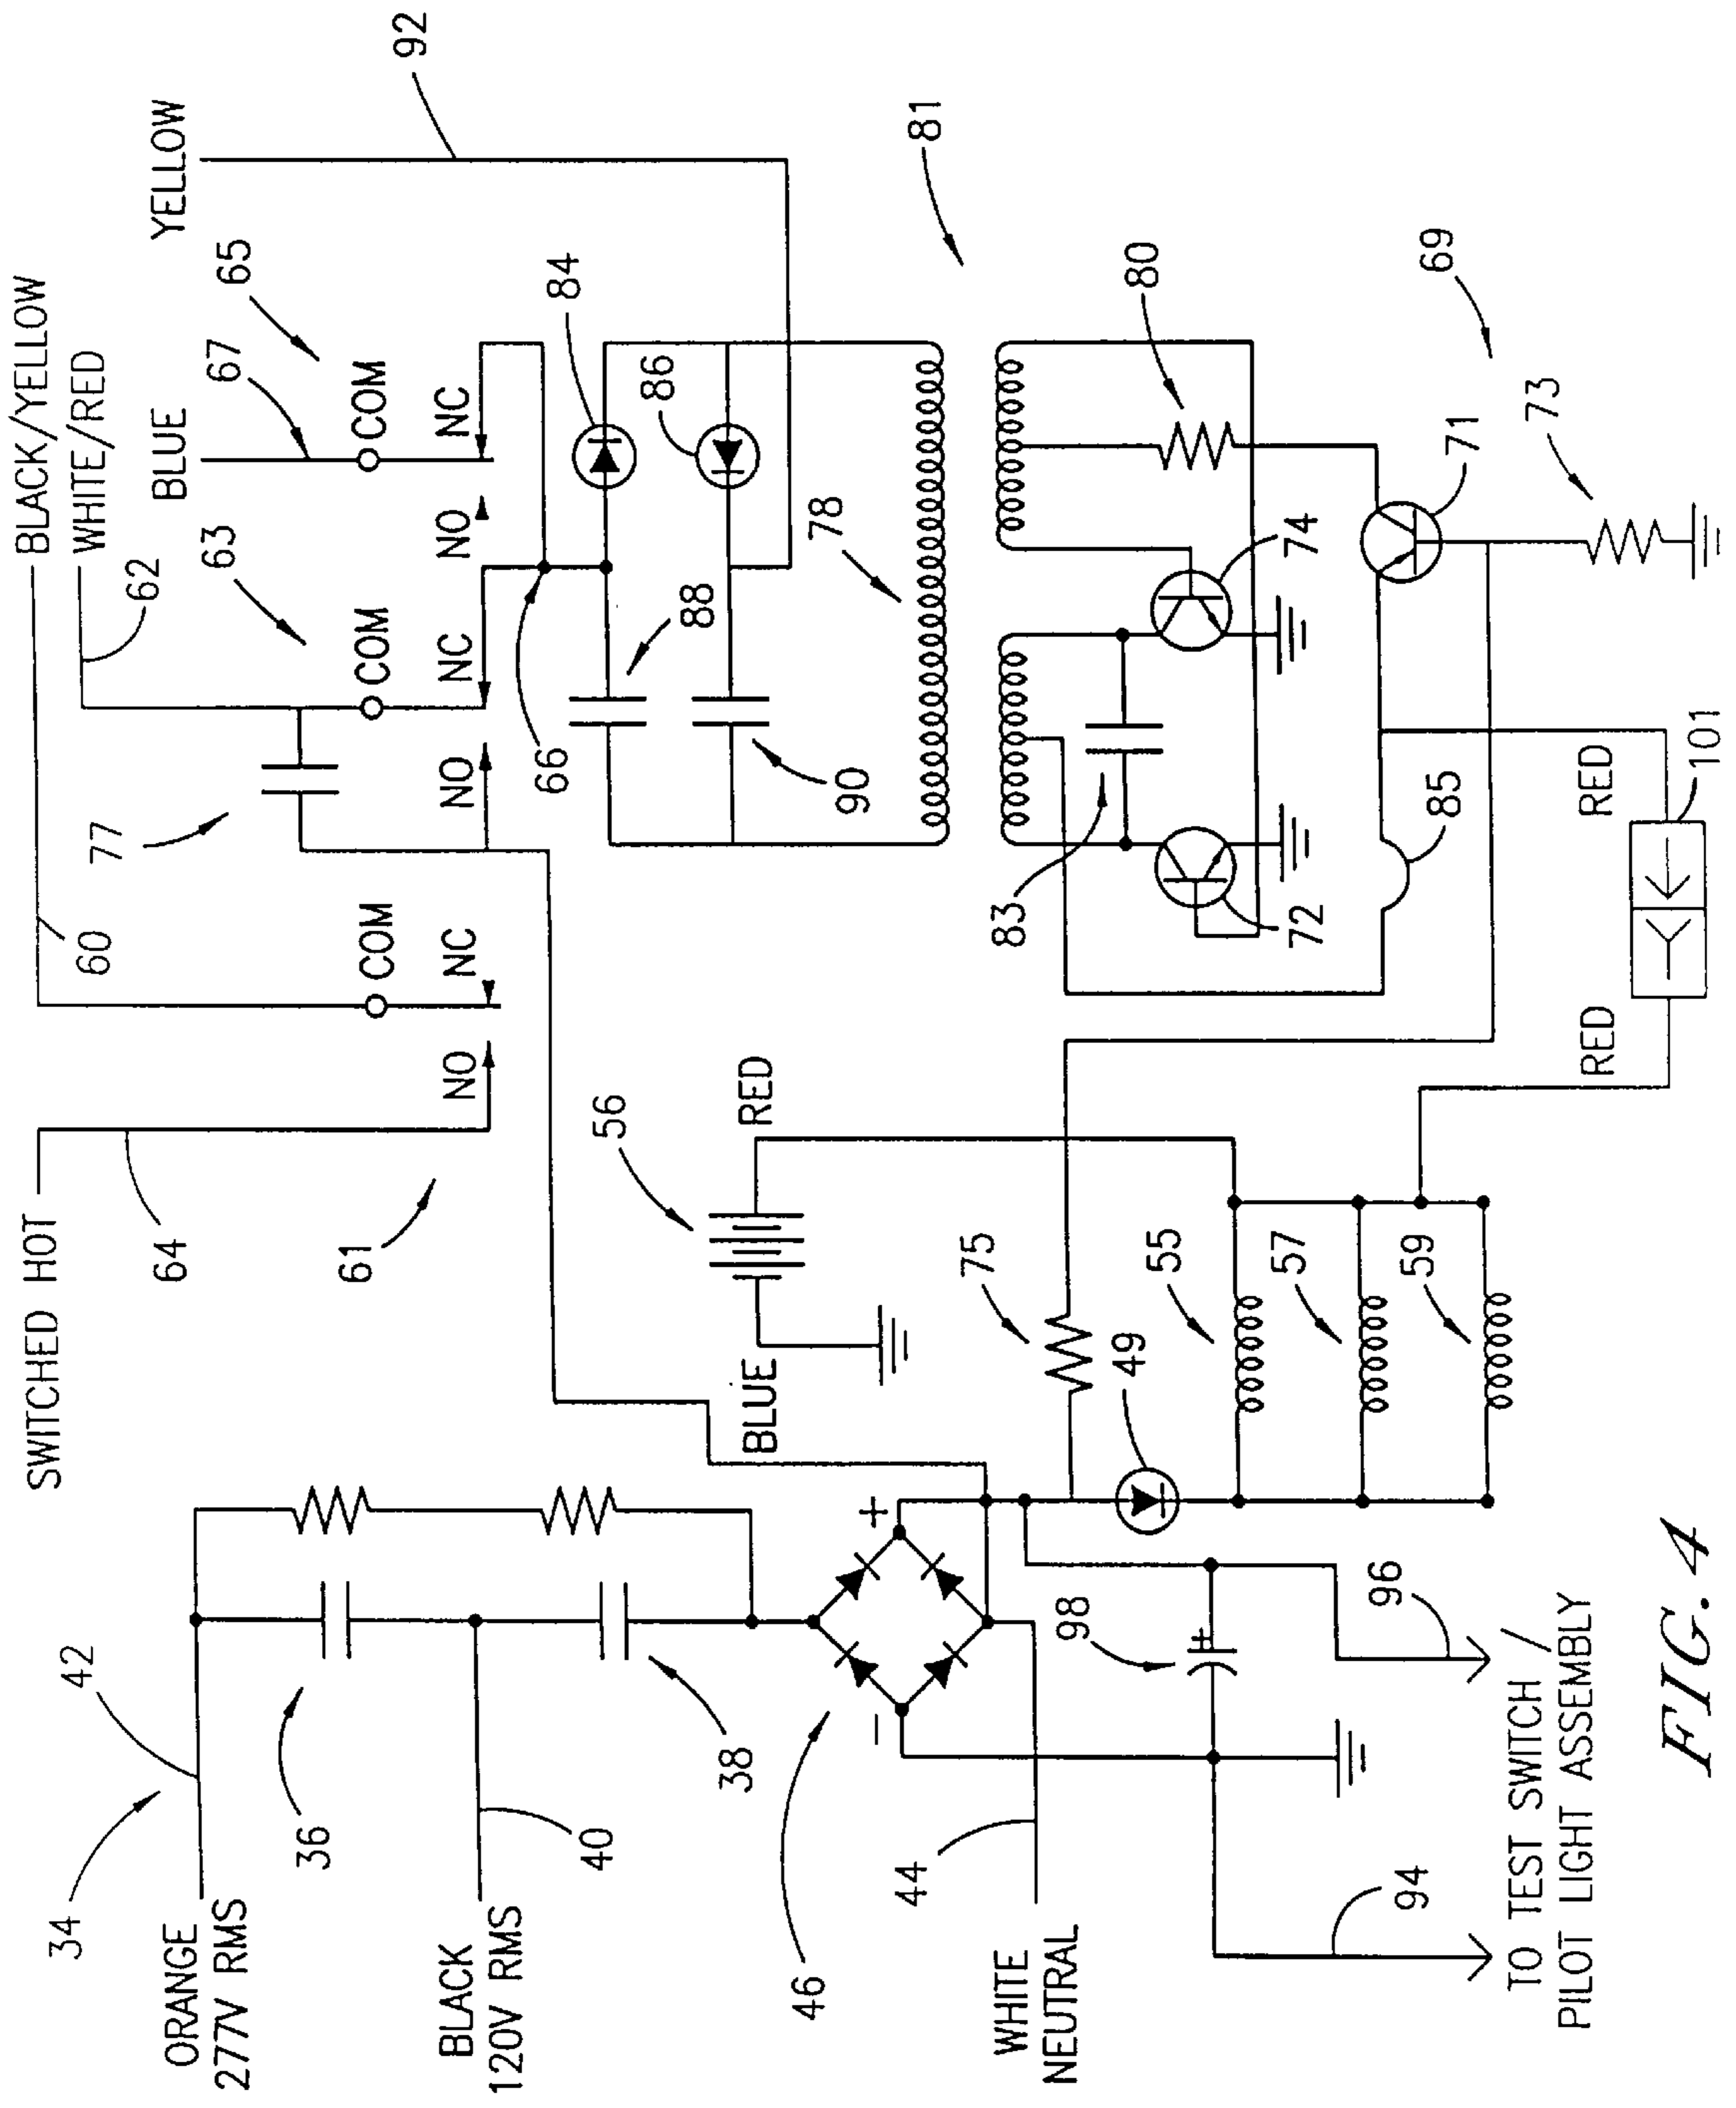 SWITCHED HOT
BLACK/YELLOW
WHITE/RED
BLUE
YELLOW
92
34
42
ORANGE
277V RMS
36
BLACK
120V RMS
40
38
64
61
60
NO
COM
NC
77
62
63
NO
COM
NC
67
65
NO
COM
NC
66
84
86
88
90
78
81
46
+
−
WHITE
NEUTRAL
44
56
RED
BLUE
75
49
55
57
59
83
72
74
80
71
69
73
85
RED
RED
101
98
+
96
94
TO TEST SWITCH /
PILOT LIGHT ASSEMBLY
FIG. 4